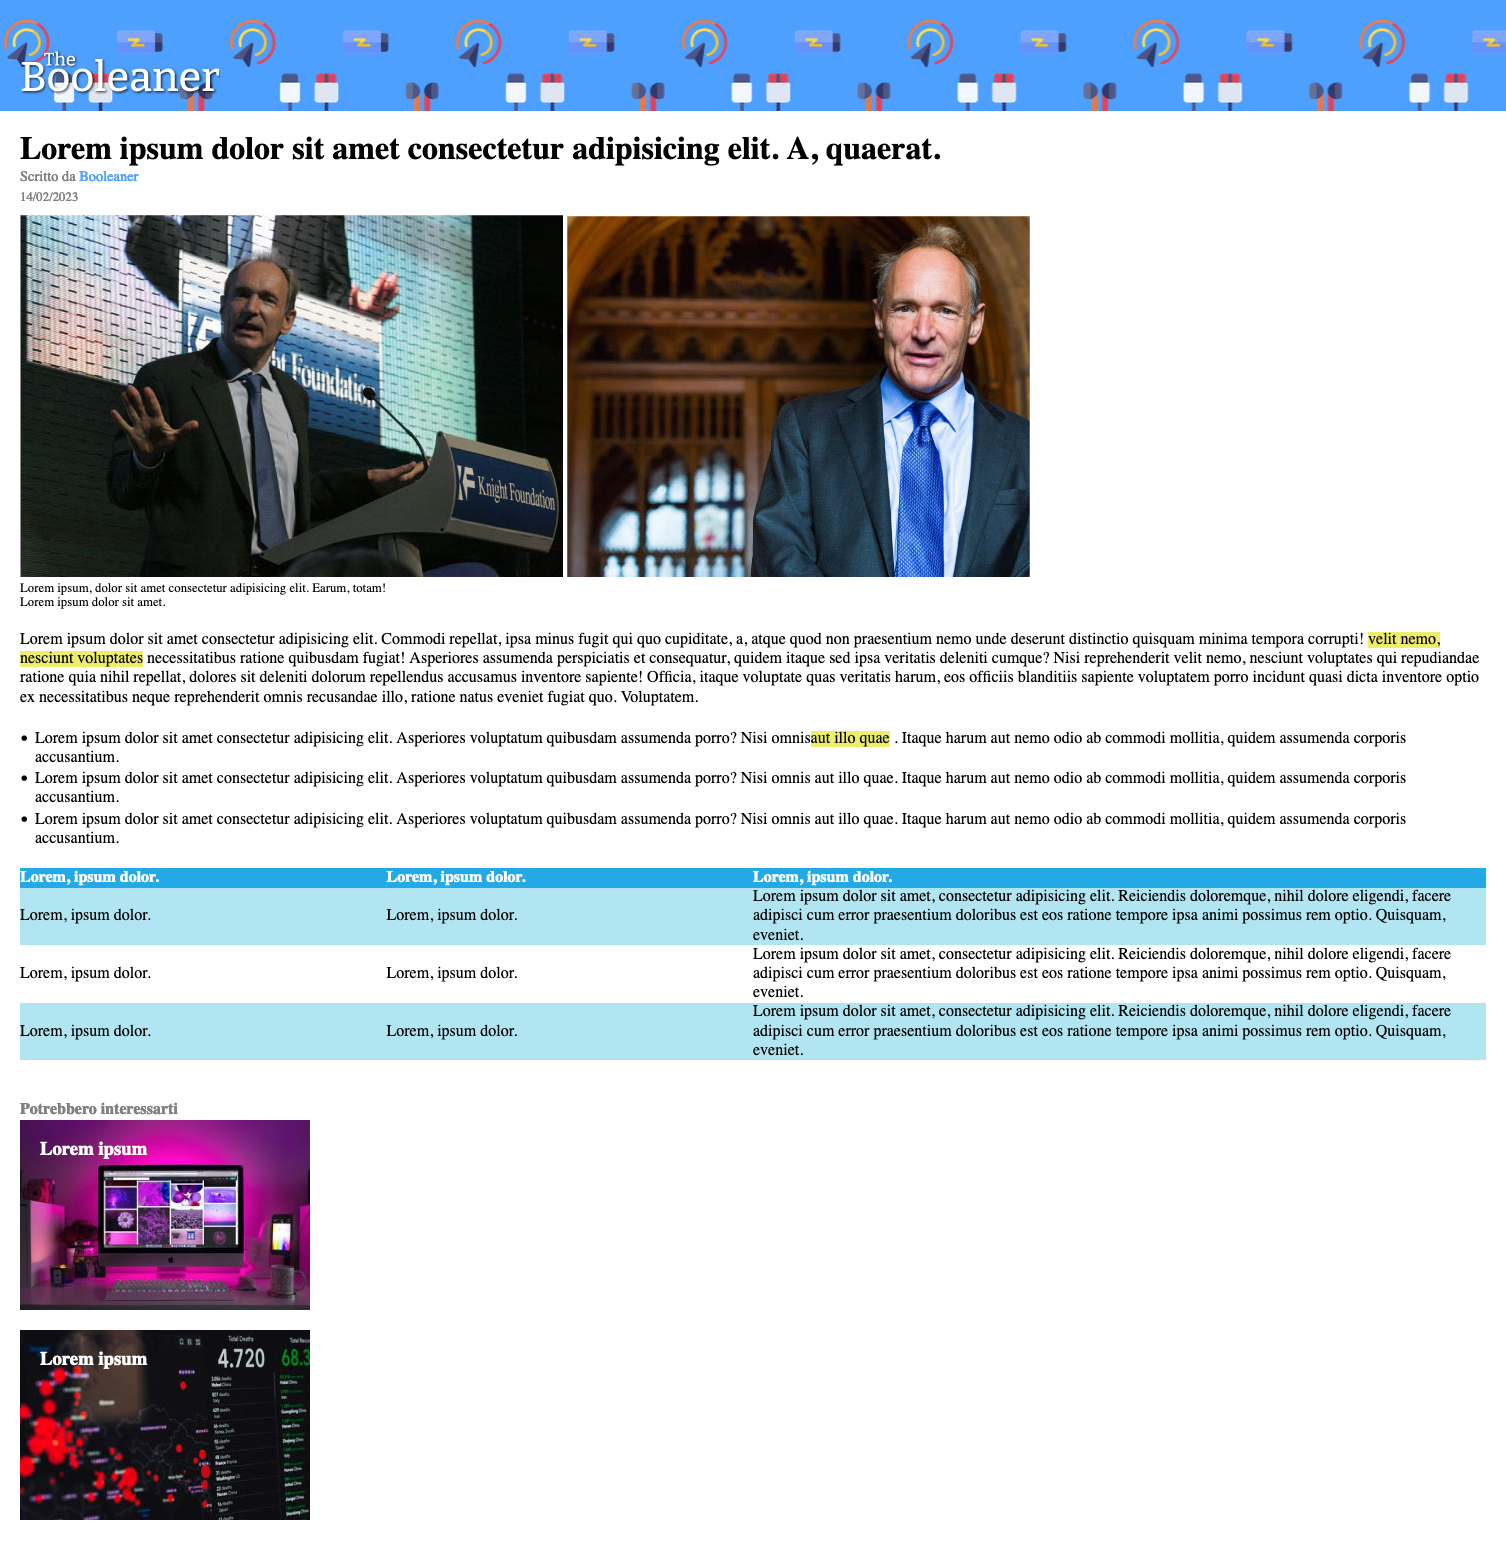 The
Booleaner
Lorem ipsum dolor sit amet consectetur adipisicing elit. A, quaerat.
Scritto da Booleaner
14/02/2023
Foundation
Knight Foundation
Lorem ipsum, dolor sit amet consectetur adipisicing elit. Earum, totam!
Lorem ipsum dolor sit amet.
Lorem ipsum dolor sit amet consectetur adipisicing elit. Commodi repellat, ipsa minus fugit qui quo cupiditate, a, atque quod non praesentium nemo unde deserunt distinctio quisquam minima tempora corrupti! velit nemo,
nesciunt voluptates necessitatibus ratione quibusdam fugiat! Asperiores assumenda perspiciatis et consequatur, quidem itaque sed ipsa veritatis deleniti cumque? Nisi reprehenderit velit nemo, nesciunt voluptates qui repudiandae
ratione quia nihil repellat, dolores sit deleniti dolorum repellendus accusamus inventore sapiente! Officia, itaque voluptate quas veritatis harum, eos officiis blanditiis sapiente voluptatem porro incidunt quasi dicta inventore optio
ex necessitatibus neque reprehenderit omnis recusandae illo, ratione natus eveniet fugiat quo. Voluptatem.
• Lorem ipsum dolor sit amet consectetur adipisicing elit. Asperiores voluptatum quibusdam assumenda porro? Nisi omnisaut illo quae . Itaque harum aut nemo odio ab commodi mollitia, quidem assumenda corporis
accusantium.
• Lorem ipsum dolor sit amet consectetur adipisicing elit. Asperiores voluptatum quibusdam assumenda porro? Nisi omnis aut illo quae. Itaque harum aut nemo odio ab commodi mollitia, quidem assumenda corporis
accusantium.
• Lorem ipsum dolor sit amet consectetur adipisicing elit. Asperiores voluptatum quibusdam assumenda porro? Nisi omnis aut illo quae. Itaque harum aut nemo odio ab commodi mollitia, quidem assumenda corporis
accusantium.
Lorem, ipsum dolor. Lorem, ipsum dolor. Lorem, ipsum dolor.
Lorem, ipsum dolor. Lorem, ipsum dolor. Lorem ipsum dolor sit amet, consectetur adipisicing elit. Reiciendis doloremque, nihil dolore eligendi, facere
adipisci cum error praesentium doloribus est eos ratione tempore ipsa animi possimus rem optio. Quisquam,
eveniet.
Lorem, ipsum dolor. Lorem, ipsum dolor. Lorem ipsum dolor sit amet, consectetur adipisicing elit. Reiciendis doloremque, nihil dolore eligendi, facere
adipisci cum error praesentium doloribus est eos ratione tempore ipsa animi possimus rem optio. Quisquam,
eveniet.
Lorem, ipsum dolor. Lorem, ipsum dolor. Lorem ipsum dolor sit amet, consectetur adipisicing elit. Reiciendis doloremque, nihil dolore eligendi, facere
adipisci cum error praesentium doloribus est eos ratione tempore ipsa animi possimus rem optio. Quisquam,
eveniet.
Potrebbero interessarti
Lorem ipsum
Lorem ipsum
Total Deaths
4.720
68.3
RUSSIA